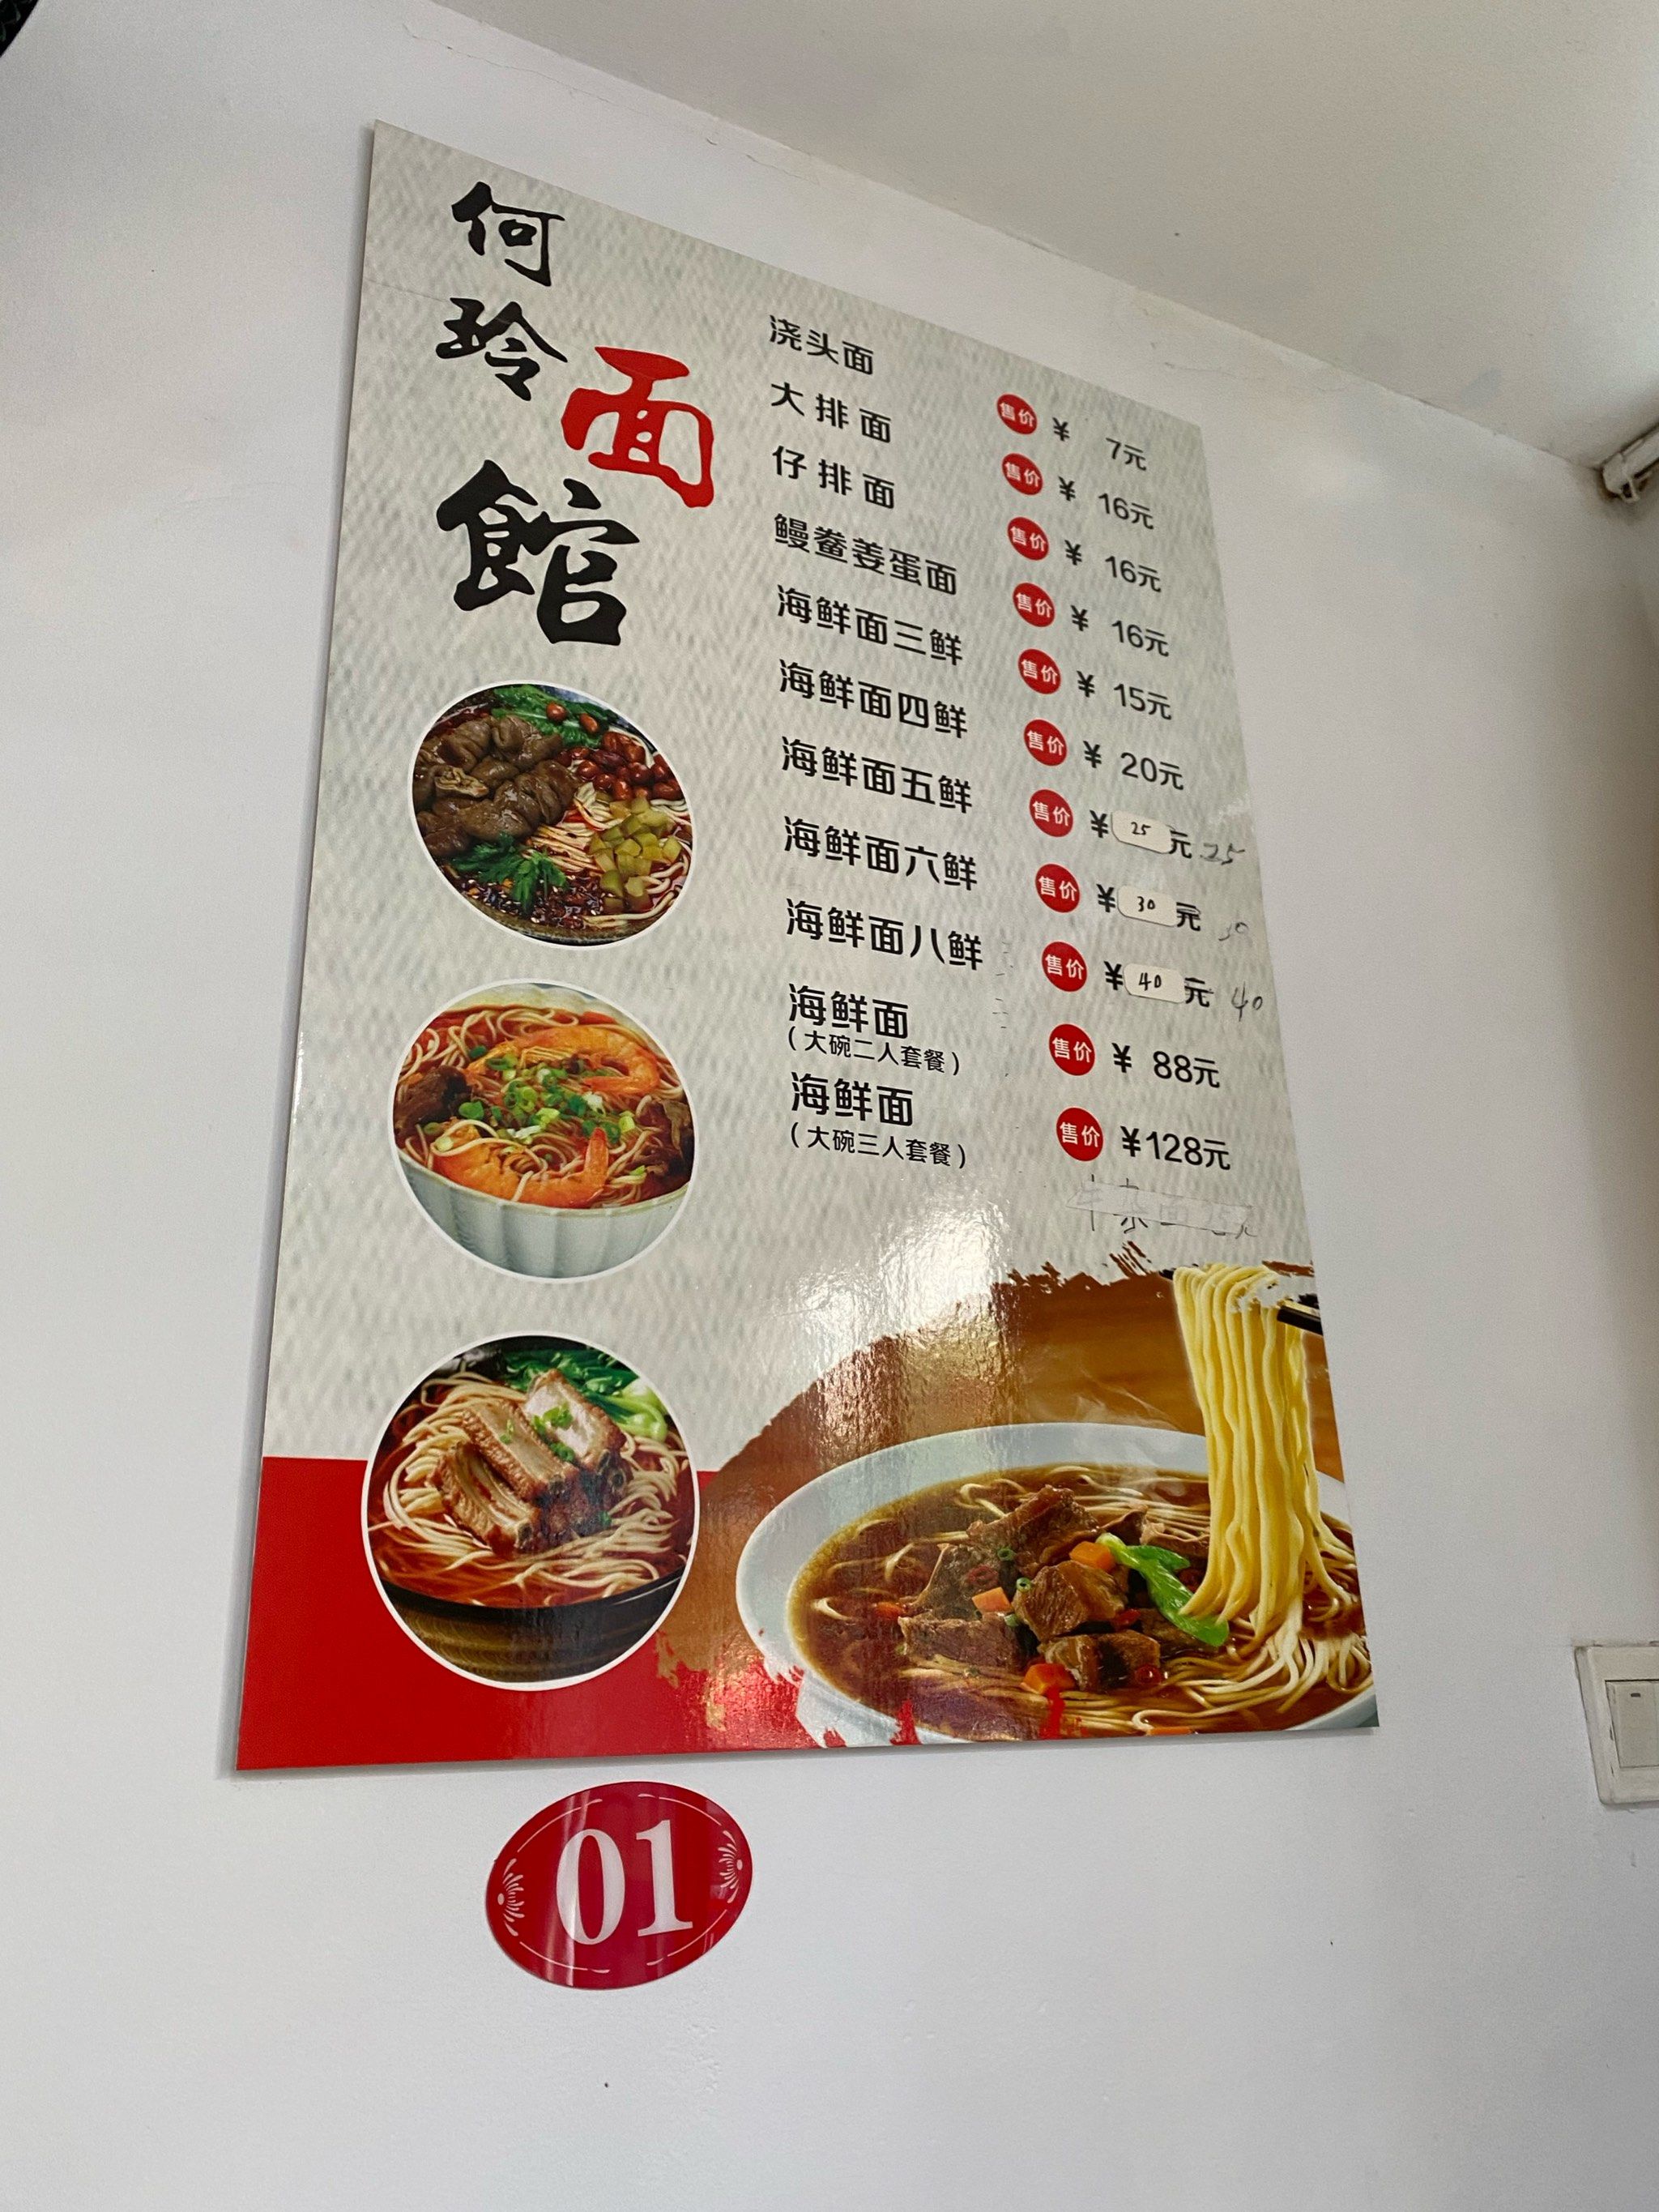 何玲面館
浇头面 售价 ¥ 7元
大排面 售价 ¥ 16元
仔排面 售价 ¥ 16元
鳗鲞姜蛋面 售价 ¥ 16元
海鲜面三鲜 售价 ¥ 15元
海鲜面四鲜 售价 ¥ 20元
海鲜面五鲜 售价 ¥ 25 元 25
海鲜面六鲜 售价 ¥ 30 元
海鲜面八鲜 售价 ¥ 40 元 40
海鲜面 售价 ¥ 88元
(大碗二人套餐)
海鲜面 售价 ¥128元
(大碗三人套餐)
01